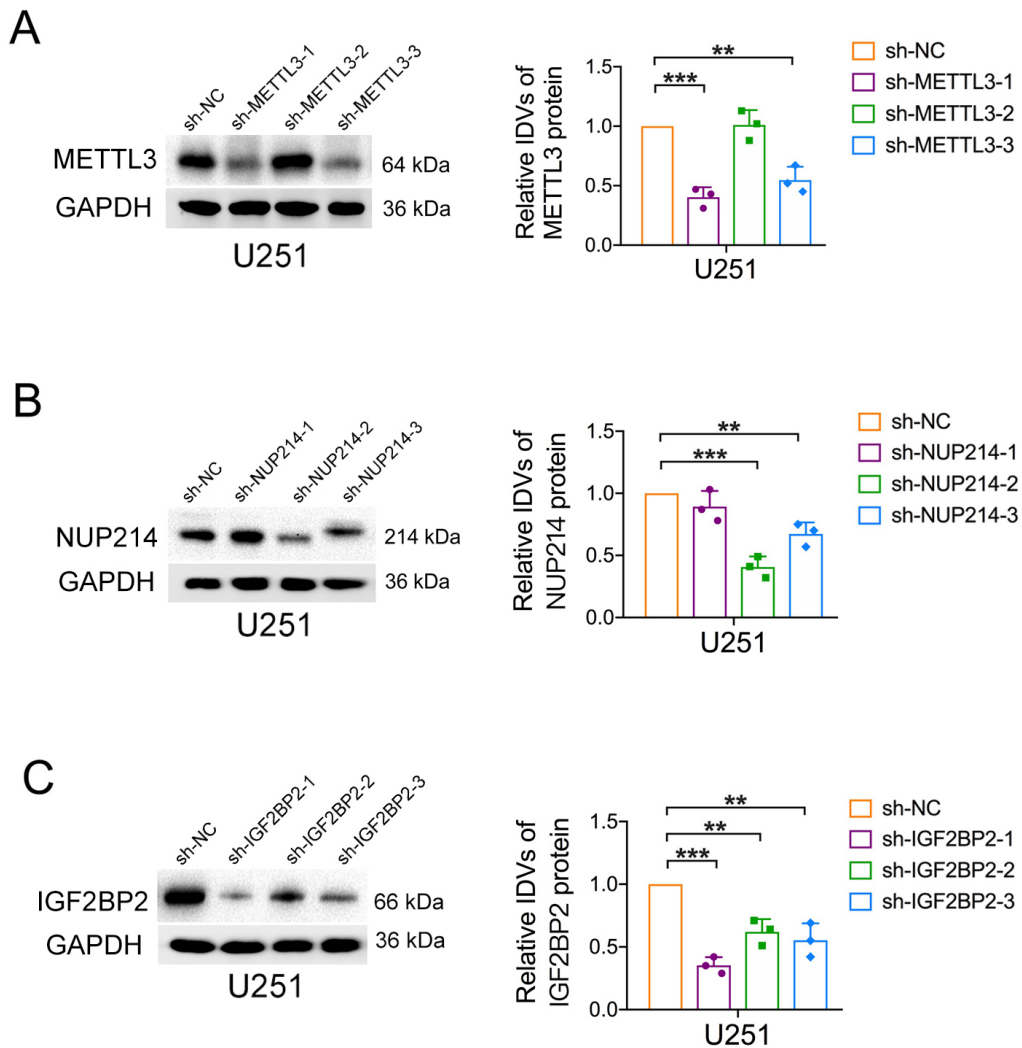 A
sh-NC
sh-METTL3-1
sh-METTL3-2
sh-METTL3-3
METTL3
64 kDa
GAPDH
36 kDa
U251
Relative IDVs of
METTL3 protein
1.5
1.0
0.5
0.0
***
**
U251
sh-NC
sh-METTL3-1
sh-METTL3-2
sh-METTL3-3
B
sh-NC
sh-NUP214-1
sh-NUP214-2
sh-NUP214-3
NUP214
214 kDa
GAPDH
36 kDa
U251
Relative IDVs of
NUP214 protein
1.5
1.0
0.5
0.0
**
***
U251
sh-NC
sh-NUP214-1
sh-NUP214-2
sh-NUP214-3
C
sh-NC
sh-IGF2BP2-1
sh-IGF2BP2-2
sh-IGF2BP2-3
IGF2BP2
66 kDa
GAPDH
36 kDa
U251
Relative IDVs of
IGF2BP2 protein
1.5
1.0
0.5
0.0
**
**
***
U251
sh-NC
sh-IGF2BP2-1
sh-IGF2BP2-2
sh-IGF2BP2-3